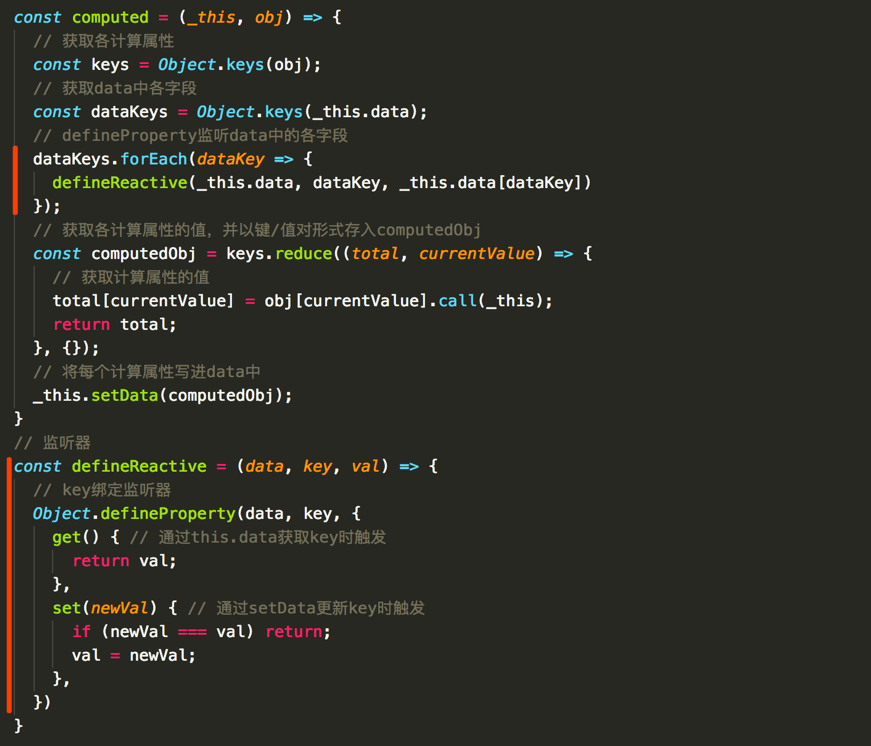 const computed = (_this, obj) => {
  // 获取各计算属性
  const keys = Object.keys(obj);
  // 获取data中各字段
  const dataKeys = Object.keys(_this.data);
  // defineProperty监听data中的各字段
  dataKeys.forEach(dataKey => {
    defineReactive(_this.data, dataKey, _this.data[dataKey])
  });
  // 获取各计算属性的值，并以键/值对形式存入computedObj
  const computedObj = keys.reduce((total, currentValue) => {
    // 获取计算属性的值
    total[currentValue] = obj[currentValue].call(_this);
    return total;
  }, {});
  // 将每个计算属性写进data中
  _this.setData(computedObj);
}
// 监听器
const defineReactive = (data, key, val) => {
  // key绑定监听器
  Object.defineProperty(data, key, {
    get() { // 通过this.data获取key时触发
      return val;
    },
    set(newVal) { // 通过setData更新key时触发
      if (newVal === val) return;
      val = newVal;
    },
  })
}